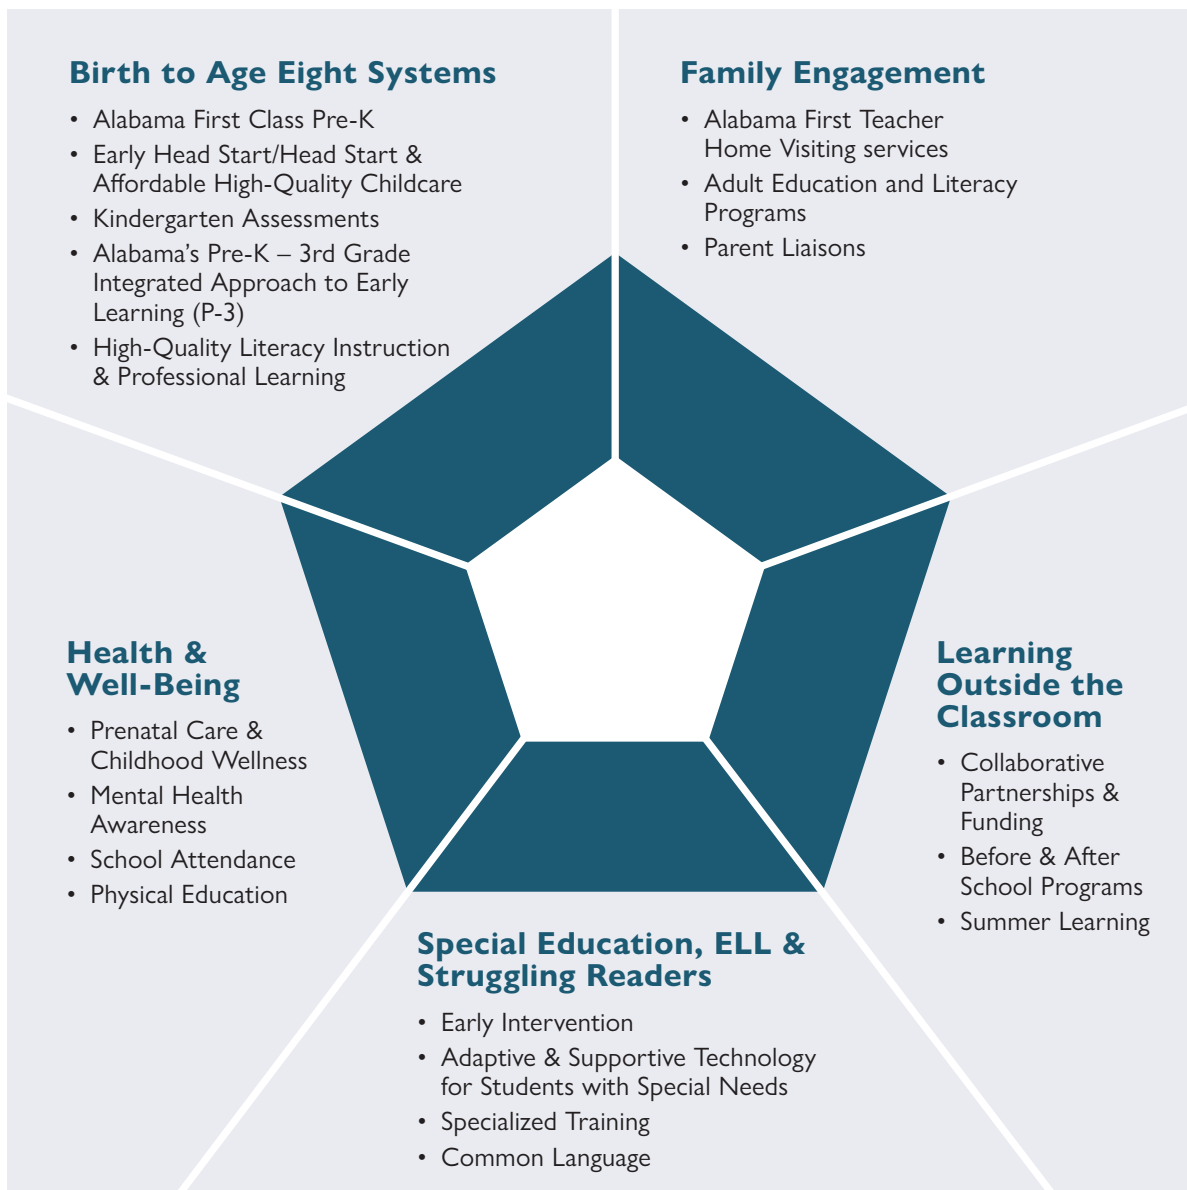 Birth to Age Eight Systems
• Alabama First Class Pre-K
• Early Head Start/Head Start &
Affordable High-Quality Childcare
• Kindergarten Assessments
• Alabama’s Pre-K – 3rd Grade
Integrated Approach to Early
Learning (P-3)
• High-Quality Literacy Instruction
& Professional Learning
Family Engagement
• Alabama First Teacher
Home Visiting services
• Adult Education and Literacy
Programs
• Parent Liaisons
Health &
Well-Being
• Prenatal Care &
Childhood Wellness
• Mental Health
Awareness
• School Attendance
• Physical Education
Learning
Outside the
Classroom
• Collaborative
Partnerships &
Funding
• Before & After
School Programs
• Summer Learning
Special Education, ELL &
Struggling Readers
• Early Intervention
• Adaptive & Supportive Technology
for Students with Special Needs
• Specialized Training
• Common Language